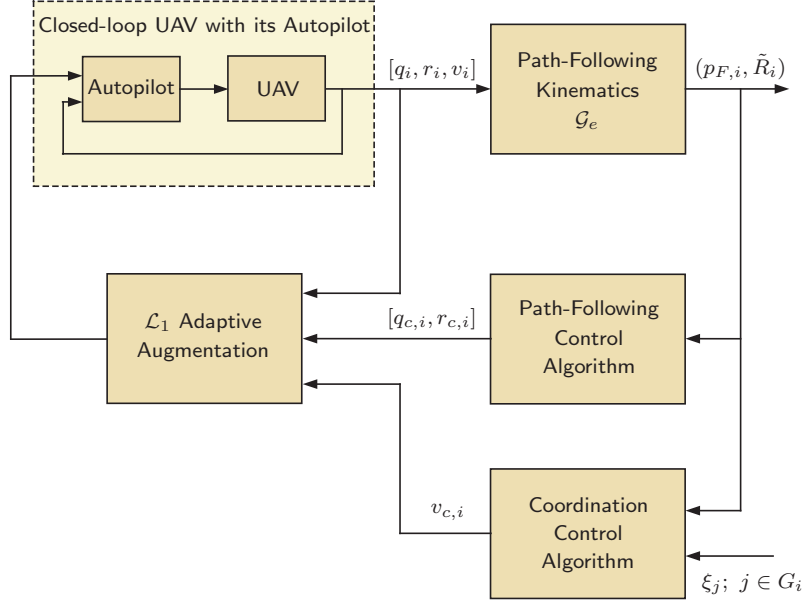 Closed-loop UAV with its Autopilot
Autopilot
UAV
[q_i, r_i, v_i]
Path-Following
Kinematics
𝒢_e
(p_{F,i}, R̃_i)
ℒ_1 Adaptive
Augmentation
[q_{c,i}, r_{c,i}]
Path-Following
Control
Algorithm
v_{c,i}
Coordination
Control
Algorithm
ξ_j; j ∈ G_i